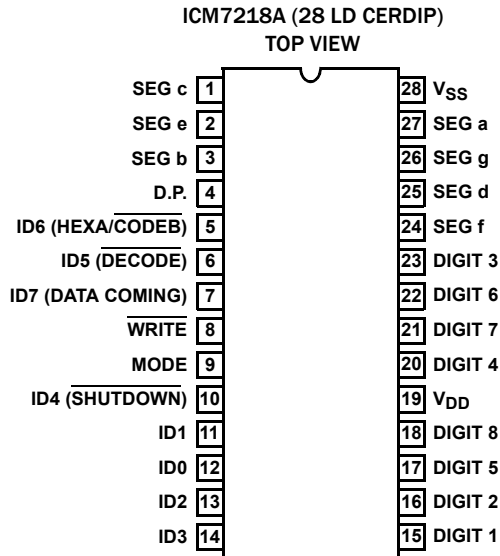 ICM7218A (28 LD CERDIP)
TOP VIEW
SEG c 1 28 VSS
SEG e 2 27 SEG a
SEG b 3 26 SEG g
D.P. 4 25 SEG d
ID6 (HEXA/CODEB) 5 24 SEG f
ID5 (DECODE) 6 23 DIGIT 3
ID7 (DATA COMING) 7 22 DIGIT 6
WRITE 8 21 DIGIT 7
MODE 9 20 DIGIT 4
ID4 (SHUTDOWN) 10 19 VDD
ID1 11 18 DIGIT 8
ID0 12 17 DIGIT 5
ID2 13 16 DIGIT 2
ID3 14 15 DIGIT 1